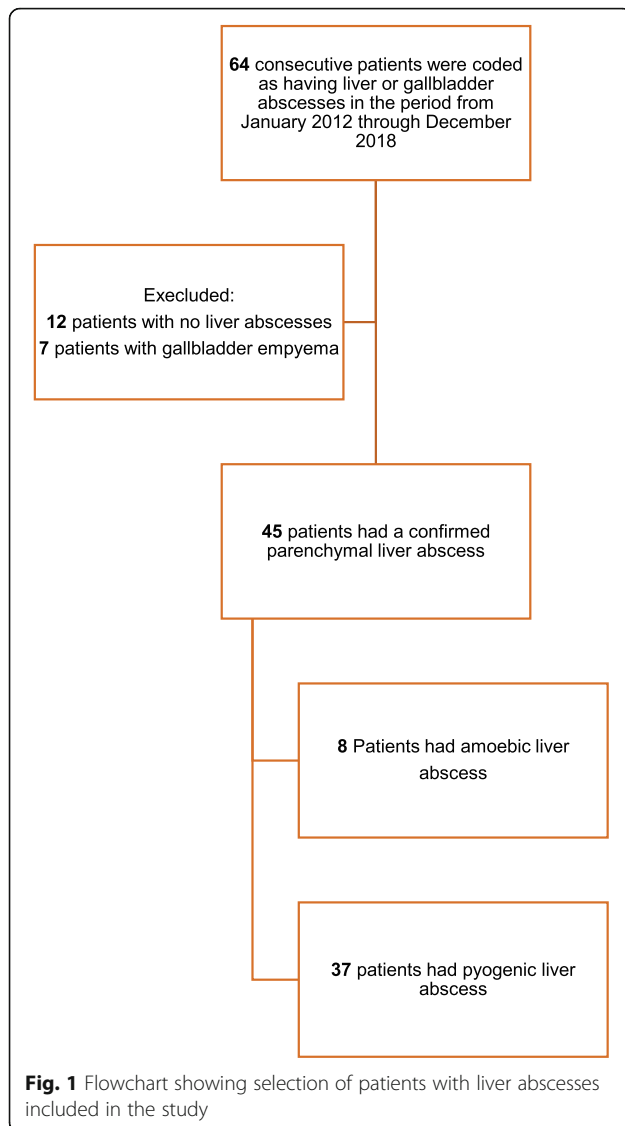 64 consecutive patients were coded
as having liver or gallbladder
abscesses in the period from
January 2012 through December
2018
Execluded:
12 patients with no liver abscesses
7 patients with gallbladder empyema
45 patients had a confirmed
parenchymal liver abscess
8 Patients had amoebic liver
abscess
37 patients had pyogenic liver
abscess
Fig. 1 Flowchart showing selection of patients with liver abscesses
included in the study